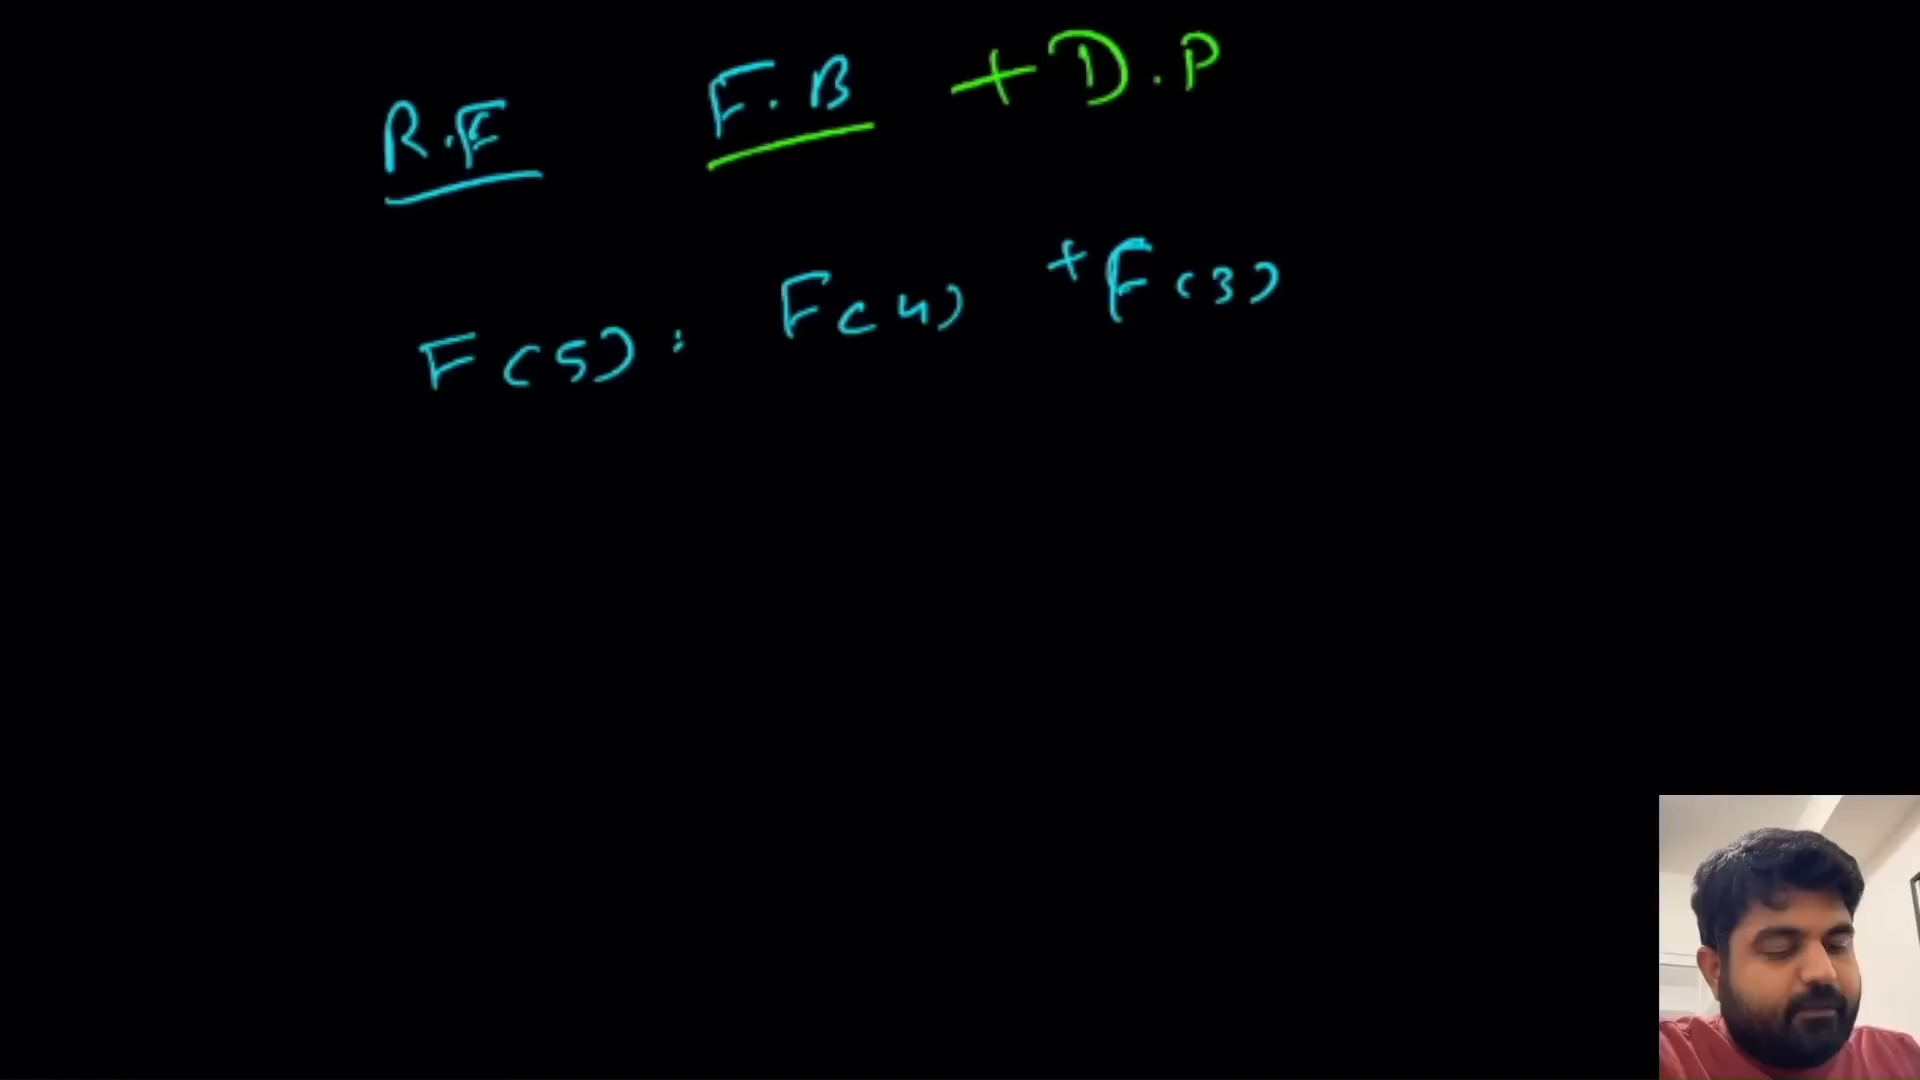 R.E F.B + D.P
F(5) : F(4) + F(3)